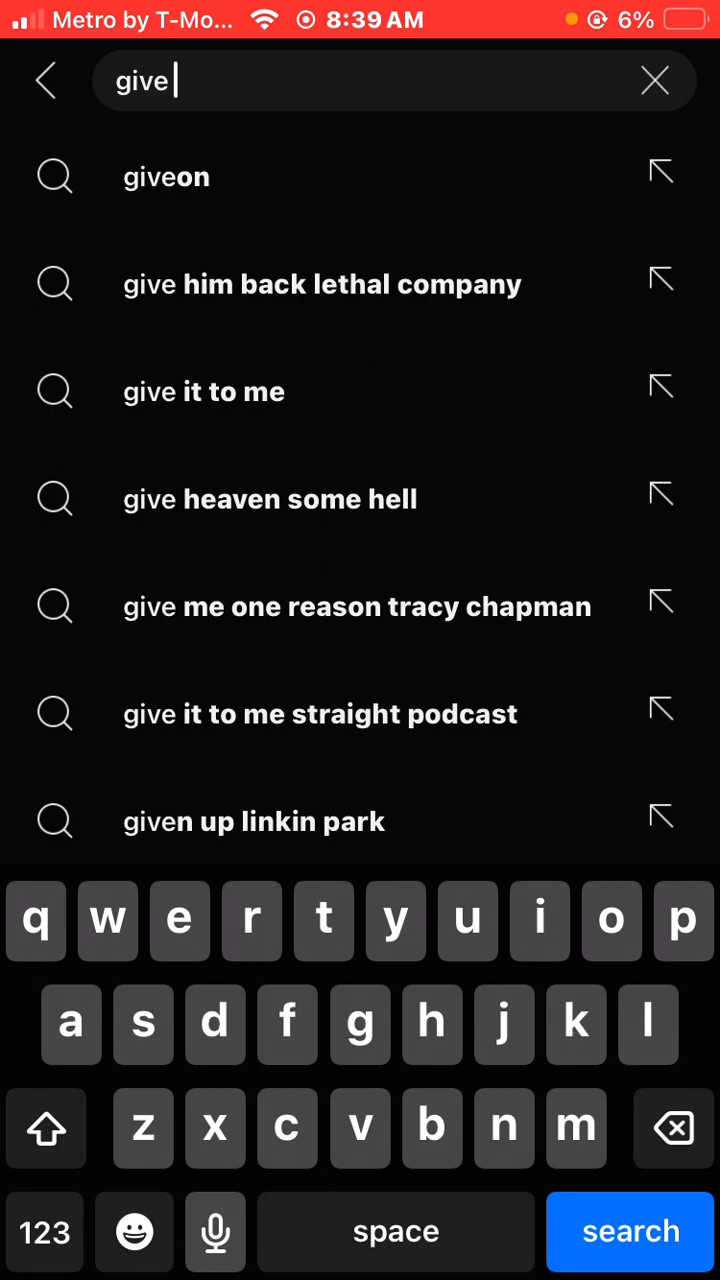 Metro by T-Mo... 8:39 AM 6%
give
giveon
give him back lethal company
give it to me
give heaven some hell
give me one reason tracy chapman
give it to me straight podcast
given up linkin park
q w e r t y u i o p
a s d f g h j k l
z x c v b n m
123 space search